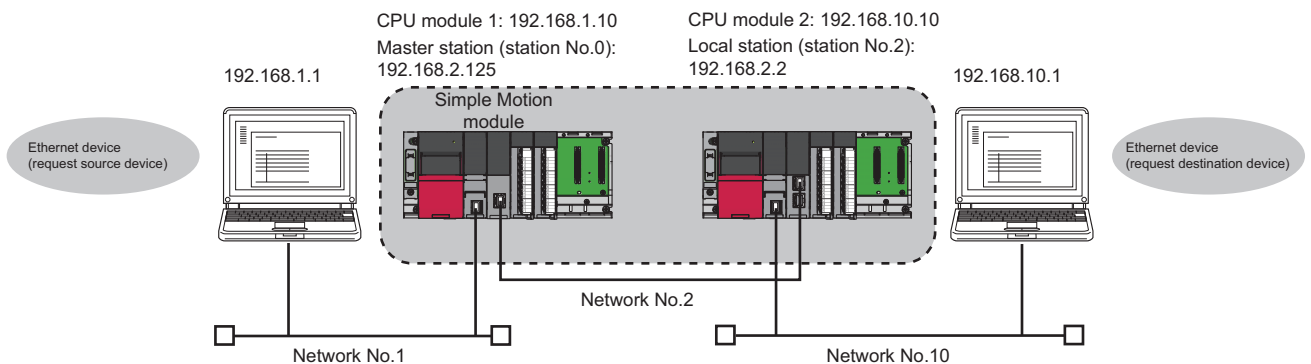 CPU module 1: 192.168.1.10
Master station (station No.0):
192.168.2.125
CPU module 2: 192.168.10.10
Local station (station No.2):
192.168.2.2
192.168.1.1
192.168.10.1
Simple Motion
module
Ethernet device
(request source device)
Ethernet device
(request destination device)
Network No.2
Network No.1
Network No.10